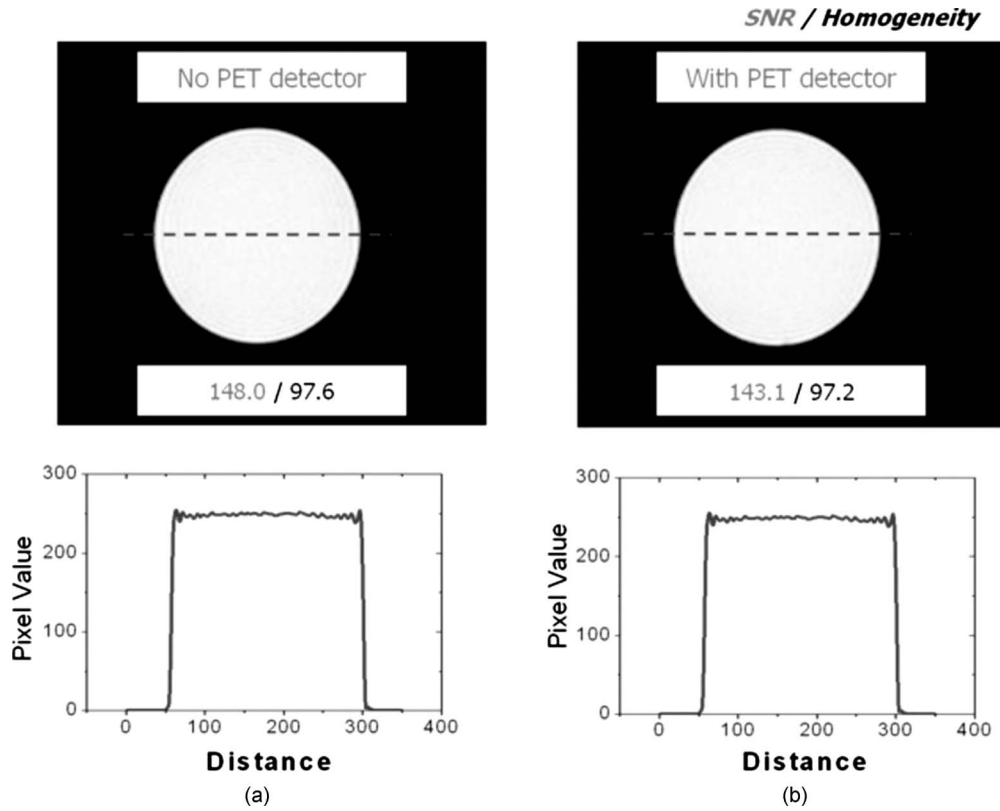 SNR / Homogeneity
No PET detector
148.0 / 97.6
With PET detector
143.1 / 97.2
300
200
100
0
Pixel Value
0 100 200 300 400
Distance
(a)
300
200
100
0
Pixel Value
0 100 200 300 400
Distance
(b)